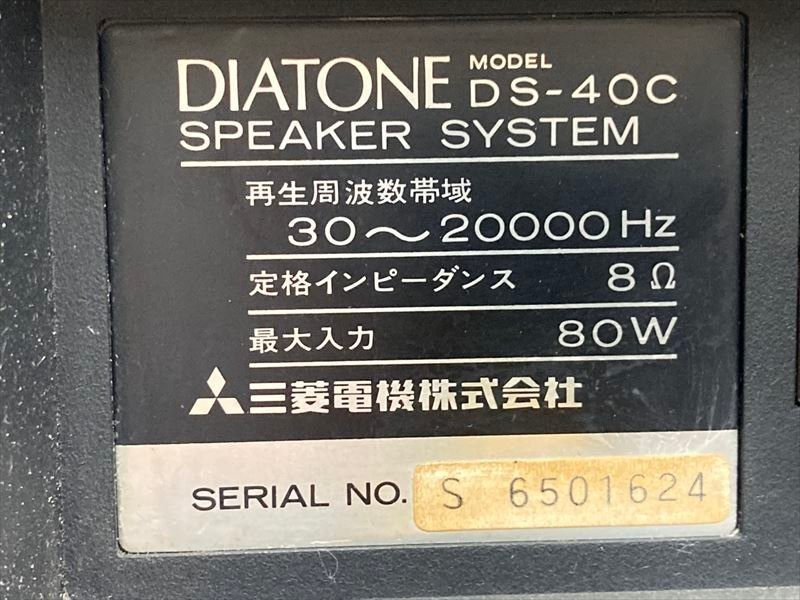 DIATONE MODEL DS-40C
SPEAKER SYSTEM
再生周波数帯域
30〜20000Hz
定格インピーダンス 8Ω
最大入力 80W
三菱電機株式会社
SERIAL NO. S 6501624